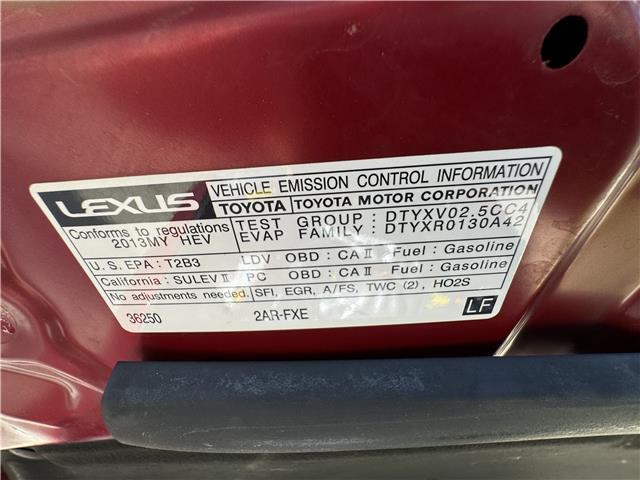 LEXUS VEHICLE EMISSION CONTROL INFORMATION
TOYOTA TOYOTA MOTOR CORPORATION
Conforms to regulations TEST GROUP : DTYXV02.5CC4
2013MY HEV EVAP FAMILY : DTYXR0130A42
U.S. EPA : T2B3 LDV OBD : CA II Fuel : Gasoline
California : SULEV II PC OBD : CA II Fuel : Gasoline
No adjustments needed. SFI, EGR, A/FS, TWC (2), HO2S
36250 2AR-FXE LF